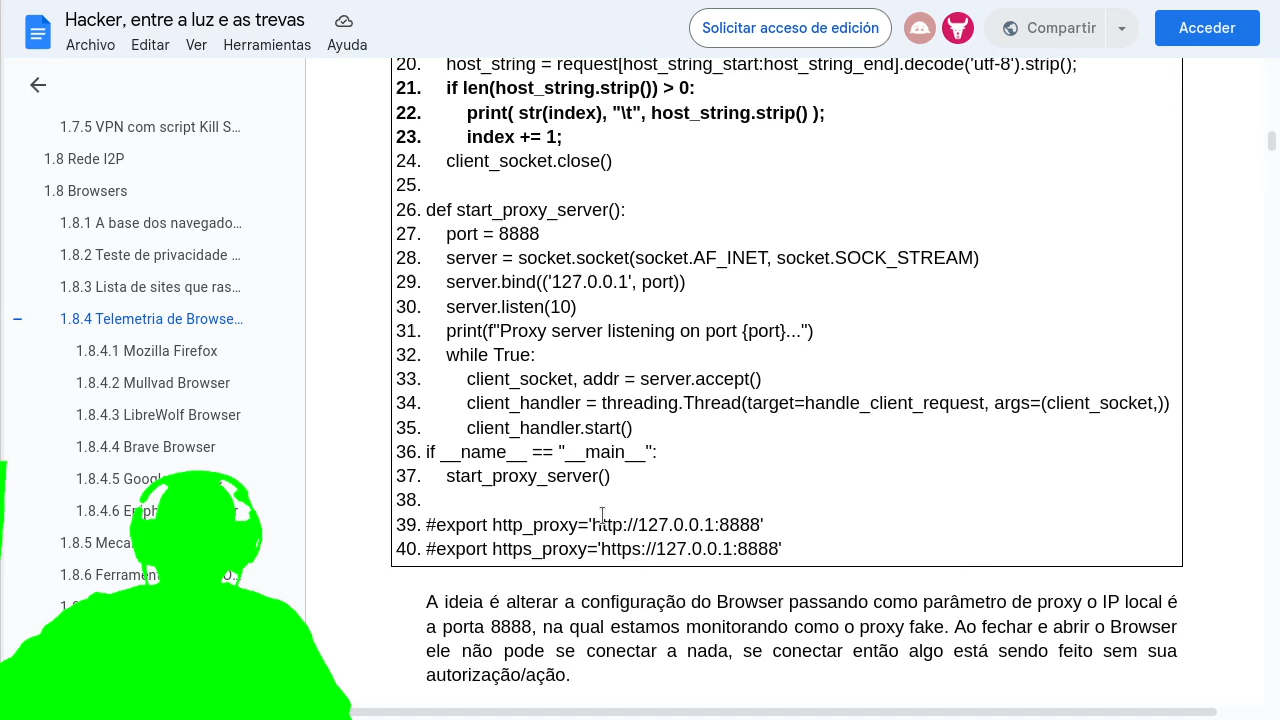 Hacker, entre a luz e as trevas
Archivo Editar Ver Herramientas Ayuda
Solicitar acceso de edición
Compartir
Acceder
1.7.5 VPN com script Kill S...
1.8 Rede I2P
1.8 Browsers
1.8.1 A base dos navegado...
1.8.2 Teste de privacidade ...
1.8.3 Lista de sites que ras...
1.8.4 Telemetria de Browse...
1.8.4.1 Mozilla Firefox
1.8.4.2 Mullvad Browser
1.8.4.3 LibreWolf Browser
1.8.4.4 Brave Browser
1.8.4.5
1.8.4.6
1.8.5
1.8.6
20. host_string = request[host_string_start:host_string_end].decode('utf-8').strip();
21. if len(host_string.strip()) > 0:
22. print( str(index), "\t", host_string.strip() );
23. index += 1;
24. client_socket.close()
25.
26. def start_proxy_server():
27. port = 8888
28. server = socket.socket(socket.AF_INET, socket.SOCK_STREAM)
29. server.bind(('127.0.0.1', port))
30. server.listen(10)
31. print(f"Proxy server listening on port {port}...")
32. while True:
33. client_socket, addr = server.accept()
34. client_handler = threading.Thread(target=handle_client_request, args=(client_socket,))
35. client_handler.start()
36. if __name__ == "__main__":
37. start_proxy_server()
38.
39. #export http_proxy='http://127.0.0.1:8888'
40. #export https_proxy='https://127.0.0.1:8888'
A ideia é alterar a configuração do Browser passando como parâmetro de proxy o IP local é
a porta 8888, na qual estamos monitorando como o proxy fake. Ao fechar e abrir o Browser
ele não pode se conectar a nada, se conectar então algo está sendo feito sem sua
autorização/ação.